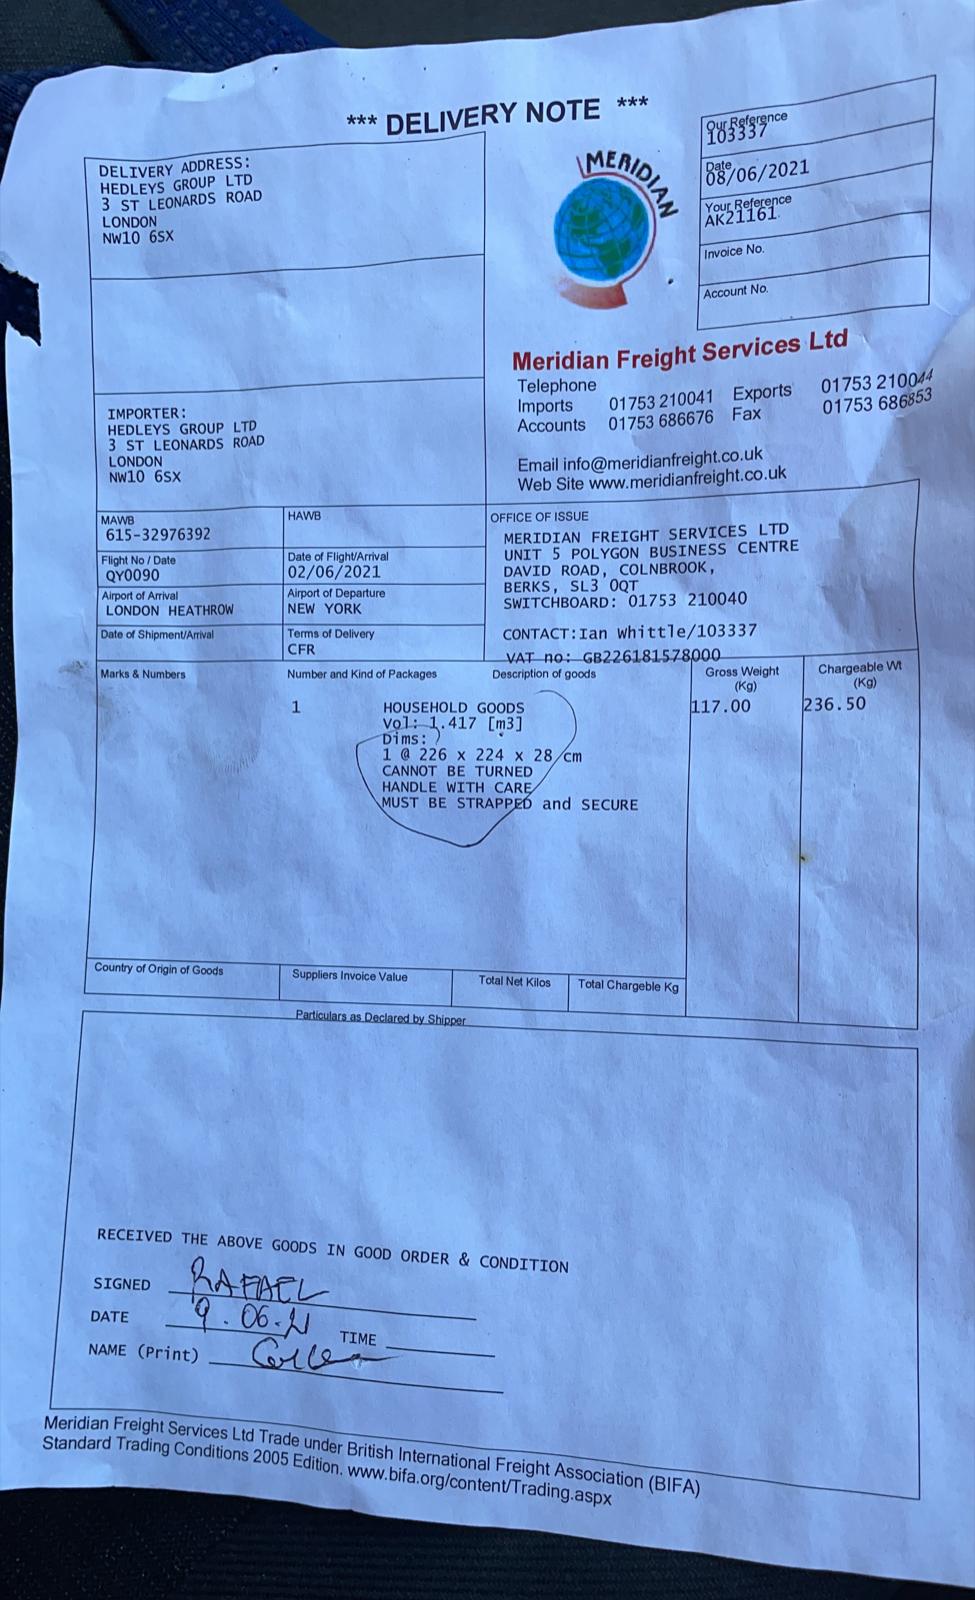 *** DELIVERY NOTE ***
DELIVERY ADDRESS:
HEDLEYS GROUP LTD
3 ST LEONARDS ROAD
LONDON
NW10 6SX
MERIDIAN
Our Reference
103337
Date
08/06/2021
Your Reference
AK21161
Invoice No.
Account No.
Meridian Freight Services Ltd
Telephone
Imports 01753 210041 Exports 01753 210044
Accounts 01753 686676 Fax 01753 686853
Email info@meridianfreight.co.uk
Web Site www.meridianfreight.co.uk
IMPORTER:
HEDLEYS GROUP LTD
3 ST LEONARDS ROAD
LONDON
NW10 6SX
MAWB
615-32976392
HAWB
Flight No / Date
QY0090
Date of Flight/Arrival
02/06/2021
Airport of Arrival
LONDON HEATHROW
Airport of Departure
NEW YORK
Date of Shipment/Arrival
Terms of Delivery
CFR
OFFICE OF ISSUE
MERIDIAN FREIGHT SERVICES LTD
UNIT 5 POLYGON BUSINESS CENTRE
DAVID ROAD, COLNBROOK,
BERKS, SL3 0QT
SWITCHBOARD: 01753 210040
CONTACT:Ian Whittle/103337
VAT no: GB226181578000
Marks & Numbers Number and Kind of Packages Description of goods Gross Weight (Kg) Chargeable Wt (Kg)
1 HOUSEHOLD GOODS 117.00 236.50
Vol: 1.417 [m3]
Dims:
1 @ 226 x 224 x 28 cm
CANNOT BE TURNED
HANDLE WITH CARE
MUST BE STRAPPED and SECURE
Country of Origin of Goods Suppliers Invoice Value Total Net Kilos Total Chargeble Kg
Particulars as Declared by Shipper
RECEIVED THE ABOVE GOODS IN GOOD ORDER & CONDITION
SIGNED RAFAEL
DATE 9.06.21 TIME
NAME (Print)
Meridian Freight Services Ltd Trade under British International Freight Association (BIFA)
Standard Trading Conditions 2005 Edition. www.bifa.org/content/Trading.aspx